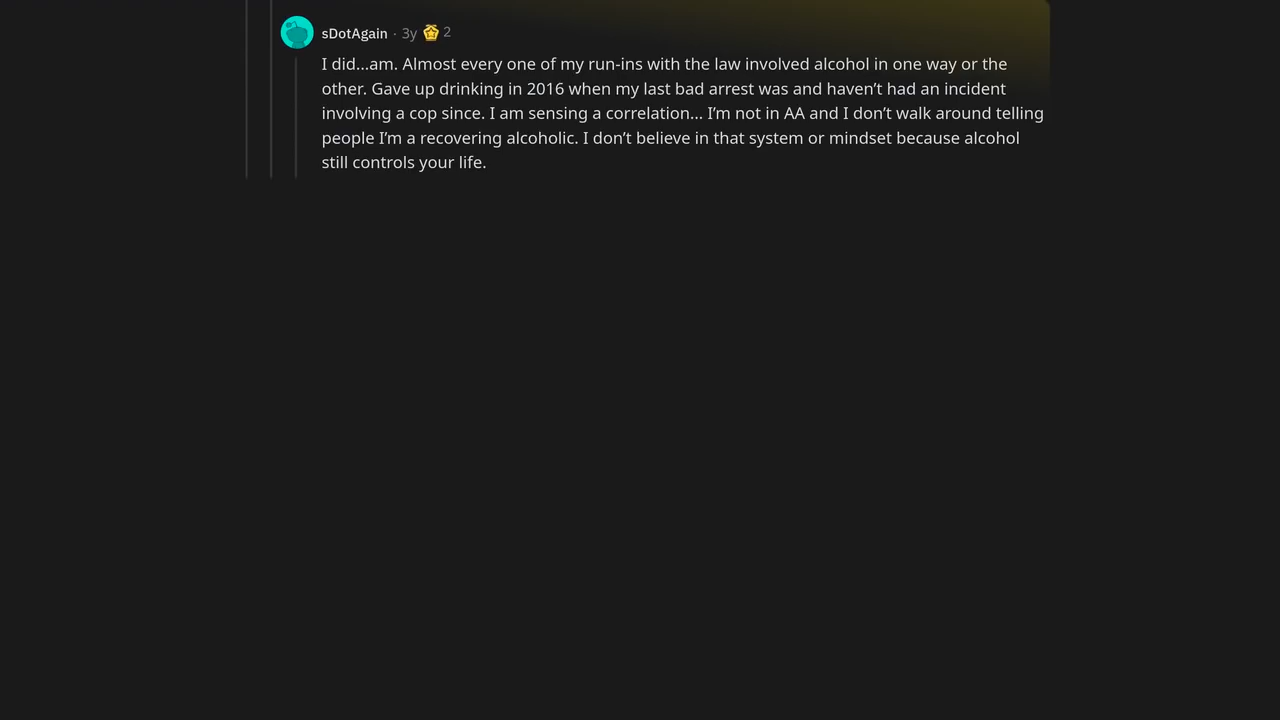 sDotAgain · 3y 2
I did...am. Almost every one of my run-ins with the law involved alcohol in one way or the
other. Gave up drinking in 2016 when my last bad arrest was and haven’t had an incident
involving a cop since. I am sensing a correlation... I’m not in AA and I don’t walk around telling
people I’m a recovering alcoholic. I don’t believe in that system or mindset because alcohol
still controls your life.